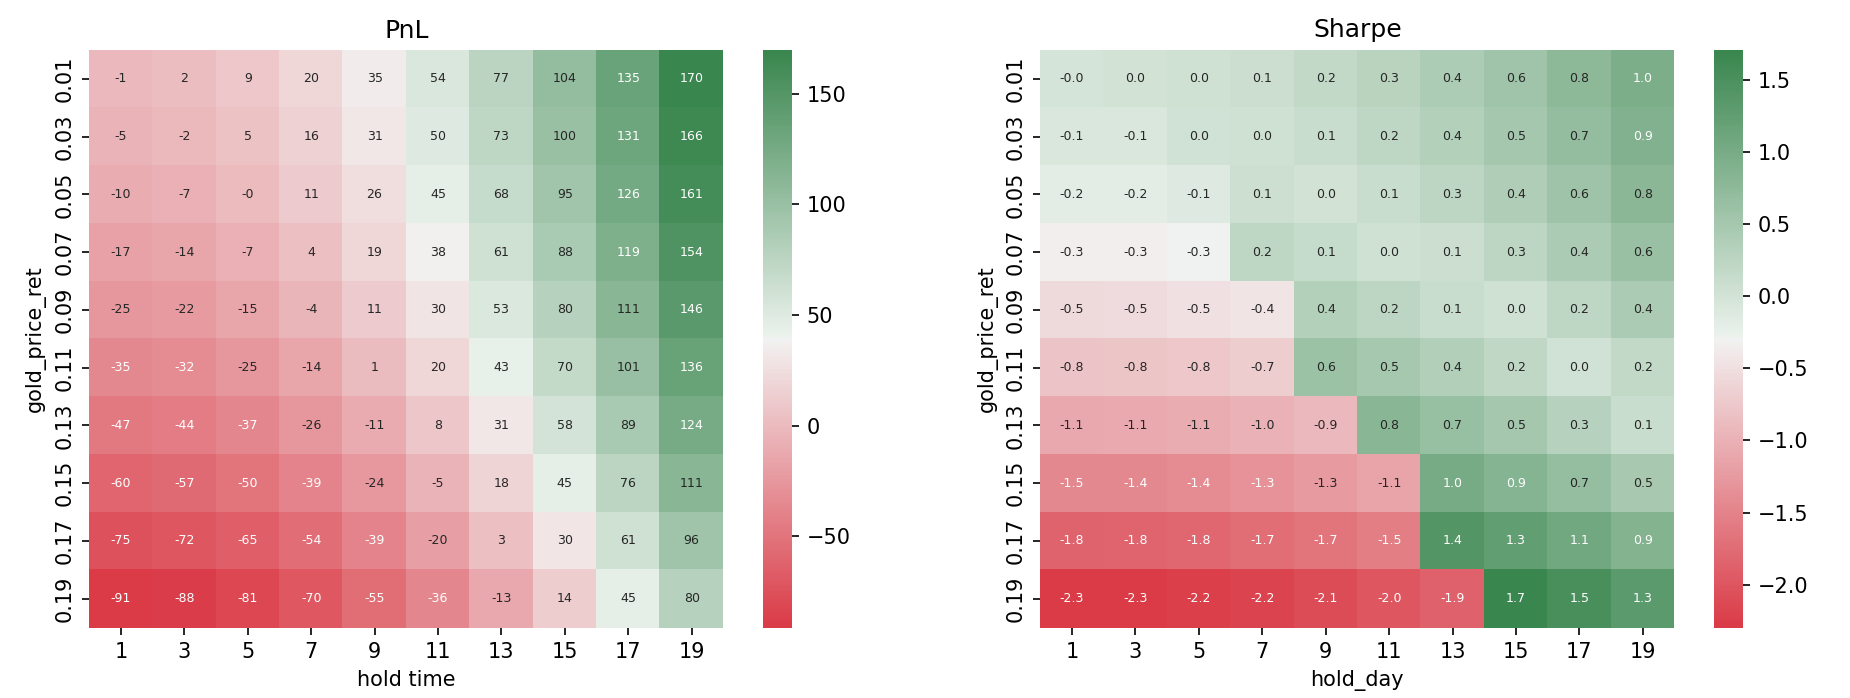 PnL
gold_price_ret
0.01 -1 2 9 20 35 54 77 104 135 170
0.03 -5 -2 5 16 31 50 73 100 131 166
0.05 -10 -7 -0 11 26 45 68 95 126 161
0.07 -17 -14 -7 4 19 38 61 88 119 154
0.09 -25 -22 -15 -4 11 30 53 80 111 146
0.11 -35 -32 -25 -14 1 20 43 70 101 136
0.13 -47 -44 -37 -26 -11 8 31 58 89 124
0.15 -60 -57 -50 -39 -24 -5 18 45 76 111
0.17 -75 -72 -65 -54 -39 -20 3 30 61 96
0.19 -91 -88 -81 -70 -55 -36 -13 14 45 80
1 3 5 7 9 11 13 15 17 19
hold time
150
100
50
0
−50
Sharpe
gold_price_ret
0.01 -0.0 0.0 0.0 0.1 0.2 0.3 0.4 0.6 0.8 1.0
0.03 -0.1 -0.1 0.0 0.0 0.1 0.2 0.4 0.5 0.7 0.9
0.05 -0.2 -0.2 -0.1 0.1 0.0 0.1 0.3 0.4 0.6 0.8
0.07 -0.3 -0.3 -0.3 0.2 0.1 0.0 0.1 0.3 0.4 0.6
0.09 -0.5 -0.5 -0.5 -0.4 0.4 0.2 0.1 0.0 0.2 0.4
0.11 -0.8 -0.8 -0.8 -0.7 0.6 0.5 0.4 0.2 0.0 0.2
0.13 -1.1 -1.1 -1.1 -1.0 -0.9 0.8 0.7 0.5 0.3 0.1
0.15 -1.5 -1.4 -1.4 -1.3 -1.3 -1.1 1.0 0.9 0.7 0.5
0.17 -1.8 -1.8 -1.8 -1.7 -1.7 -1.5 1.4 1.3 1.1 0.9
0.19 -2.3 -2.3 -2.2 -2.2 -2.1 -2.0 -1.9 1.7 1.5 1.3
1 3 5 7 9 11 13 15 17 19
hold_day
1.5
1.0
0.5
0.0
−0.5
−1.0
−1.5
−2.0